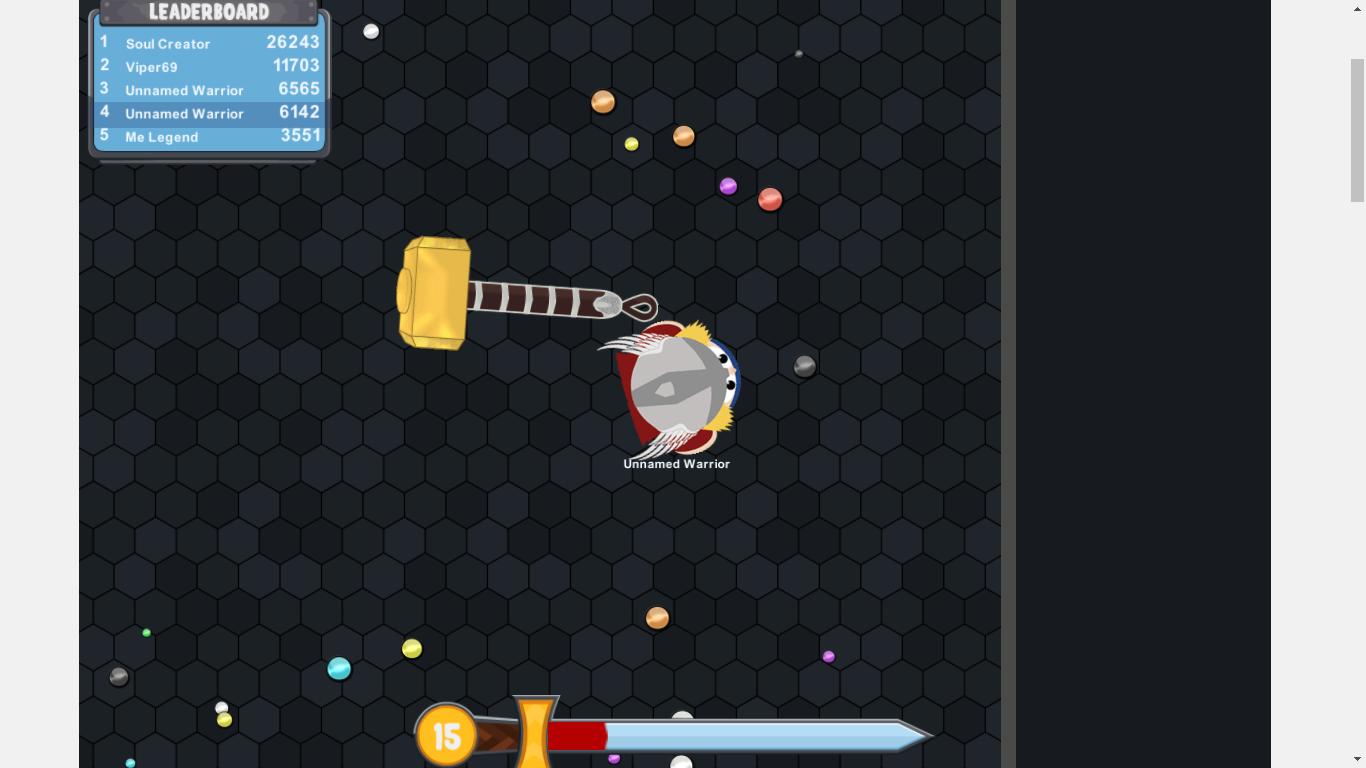 LEADERBOARD
1 Soul Creator 26243
2 Viper69 11703
3 Unnamed Warrior 6565
4 Unnamed Warrior 6142
5 Me Legend 3551
Unnamed Warrior
15